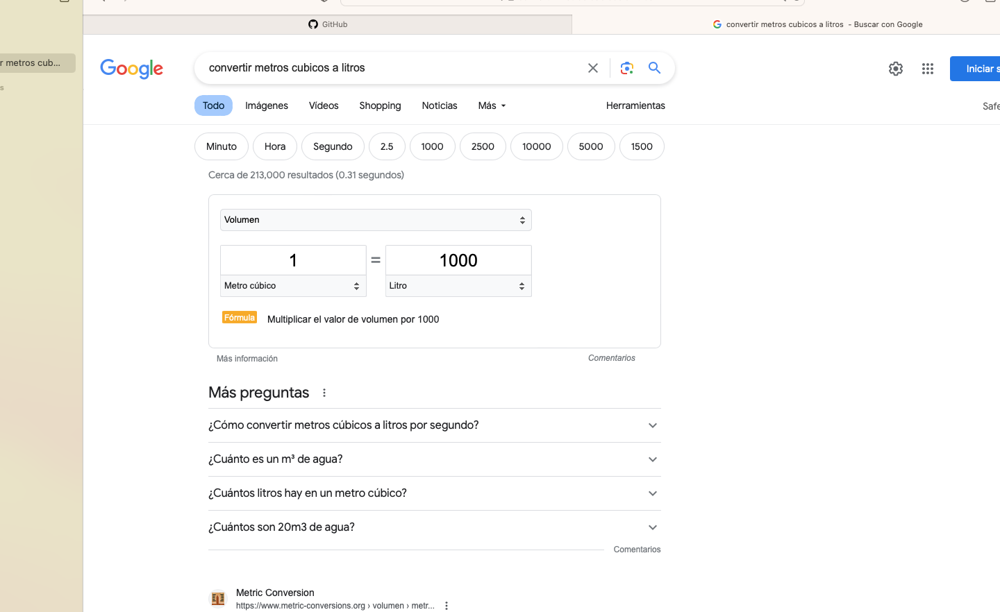 GitHub
convertir metros cubicos a litros - Buscar con Google
r metros cub...
s
Google
convertir metros cubicos a litros
Iniciar s
Todo
Imágenes
Vídeos
Shopping
Noticias
Más
Herramientas
Safe
Minuto
Hora
Segundo
2.5
1000
2500
10000
5000
1500
Cerca de 213,000 resultados (0.31 segundos)
Volumen
1 = 1000
Metro cúbico
Litro
Fórmula Multiplicar el valor de volumen por 1000
Más información
Comentarios
Más preguntas
¿Cómo convertir metros cúbicos a litros por segundo?
¿Cuánto es un m³ de agua?
¿Cuántos litros hay en un metro cúbico?
¿Cuántos son 20m3 de agua?
Comentarios
Metric Conversion
https://www.metric-conversions.org › volumen › metr...